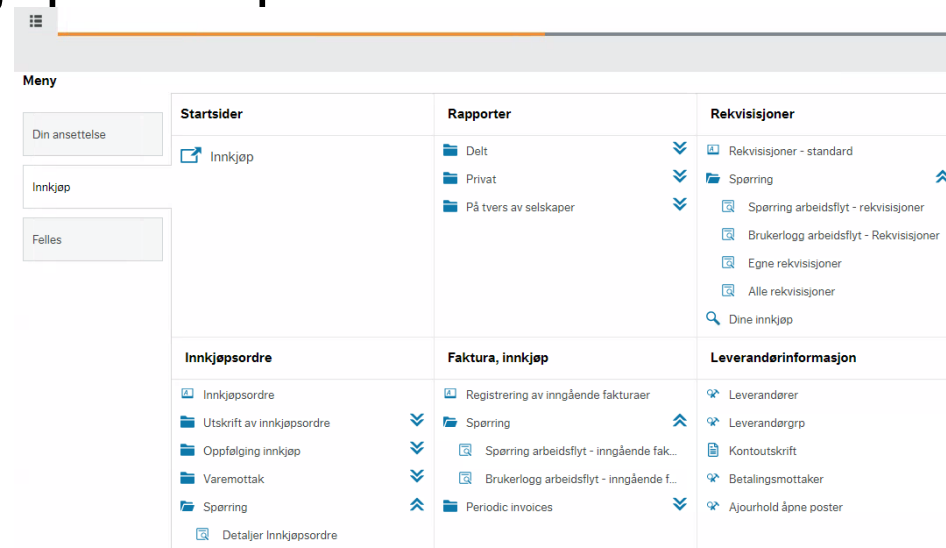 Meny
Din ansettelse
Innkjøp
Felles
Startsider
Innkjøp
Rapporter
Delt
Privat
På tvers av selskaper
Rekvisisjoner
Rekvisisjoner - standard
Spørring
Spørring arbeidsflyt - rekvisisjoner
Brukerlogg arbeidsflyt - Rekvisisjoner
Egne rekvisisjoner
Alle rekvisisjoner
Dine innkjøp
Innkjøpsordre
Innkjøpsordre
Utskrift av innkjøpsordre
Oppfølging innkjøp
Varemottak
Spørring
Detaljer Innkjøpsordre
Faktura, innkjøp
Registrering av inngående fakturaer
Spørring
Spørring arbeidsflyt - inngående fak...
Brukerlogg arbeidsflyt - inngående f...
Periodic invoices
Leverandørinformasjon
Leverandører
Leverandørgrp
Kontoutskrift
Betalingsmottaker
Ajourhold åpne poster